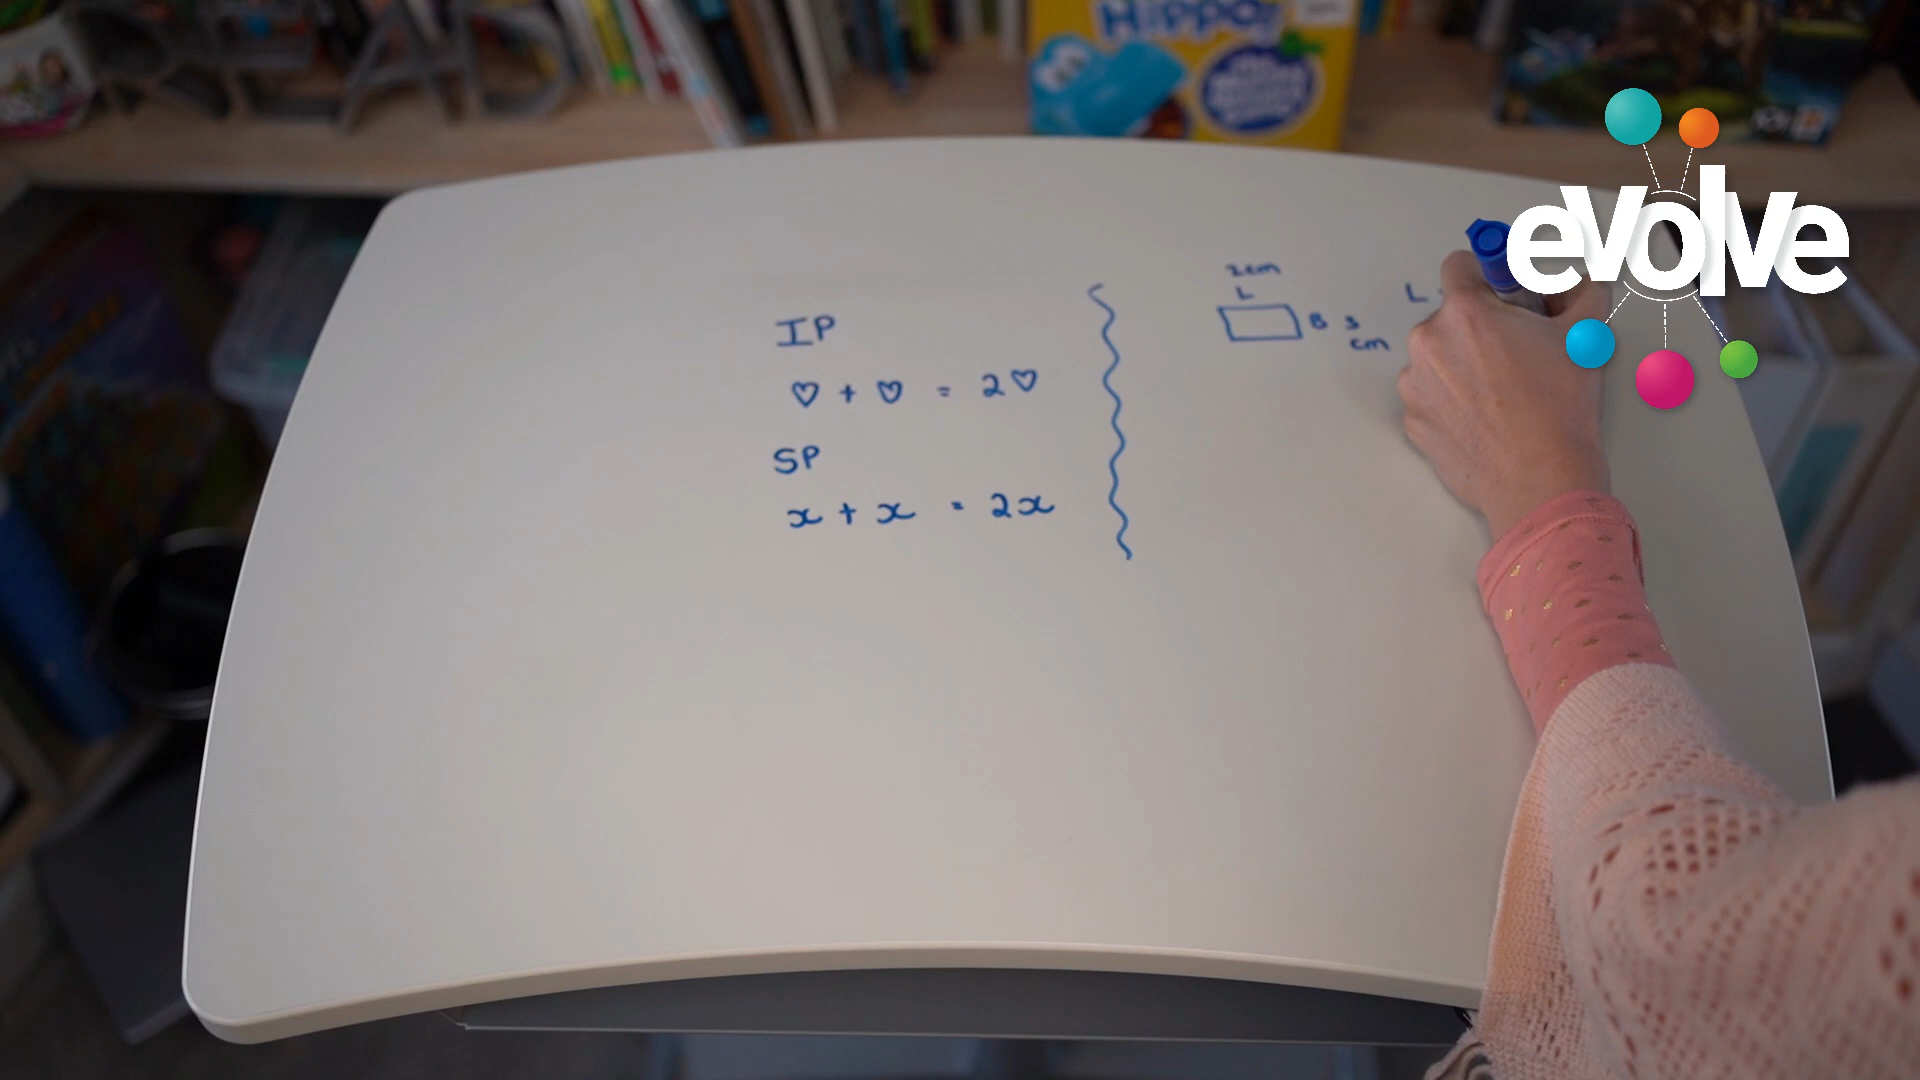 HiPPO!
evolve
IP
♡ + ♡ = 2♡
SP
x + x = 2x
2cm
L
B 3
cm
L